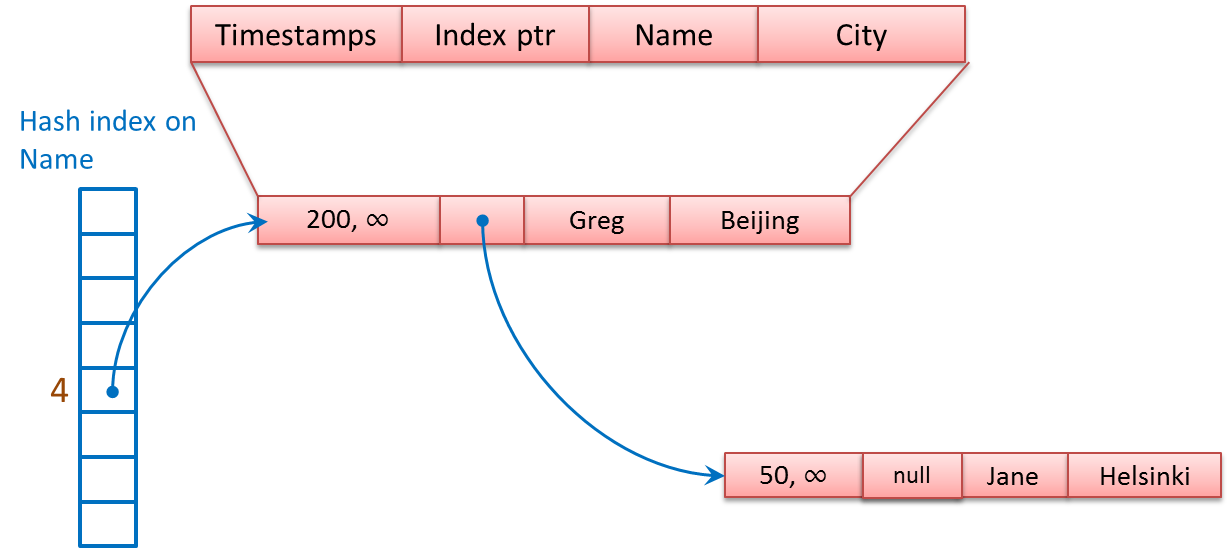 Timestamps Index ptr Name City
Hash index on
Name
200, ∞ Greg Beijing
4
50, ∞ null Jane Helsinki